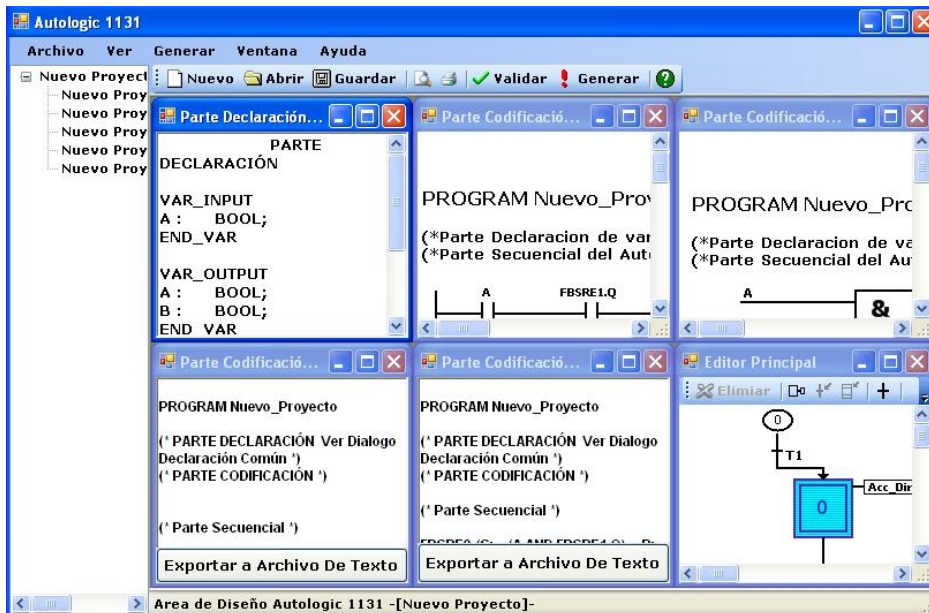 Autologic 1131
Archivo Ver Generar Ventana Ayuda
Nuevo Proyect
Nuevo Proy
Nuevo Proy
Nuevo Proy
Nuevo Proy
Nuevo Proy
Nuevo Abrir Guardar Validar Generar
Parte Declaración...
PARTE
DECLARACIÓN
VAR_INPUT
A : BOOL;
END_VAR
VAR_OUTPUT
A : BOOL;
B : BOOL;
END VAR
Parte Codificació...
PROGRAM Nuevo_Proy
(*Parte Declaracion de var
(*Parte Secuencial del Aut
A FBSRE1.Q
Parte Codificació...
PROGRAM Nuevo_Prc
(*Parte Declaracion de va
(*Parte Secuencial del Au
A
&
Parte Codificació...
PROGRAM Nuevo_Proyecto
(* PARTE DECLARACIÓN Ver Dialogo
Declaración Común *)
(* PARTE CODIFICACIÓN *)
(* Parte Secuencial *)
Exportar a Archivo De Texto
Parte Codificació...
PROGRAM Nuevo_Proyecto
(* PARTE DECLARACIÓN Ver Dialogo
Declaración Común *)
(* PARTE CODIFICACIÓN *)
(* Parte Secuencial *)
Exportar a Archivo De Texto
Editor Principal
Elimiar
0
T1
0
Acc_Dir
Area de Diseño Autologic 1131 -[Nuevo Proyecto]-